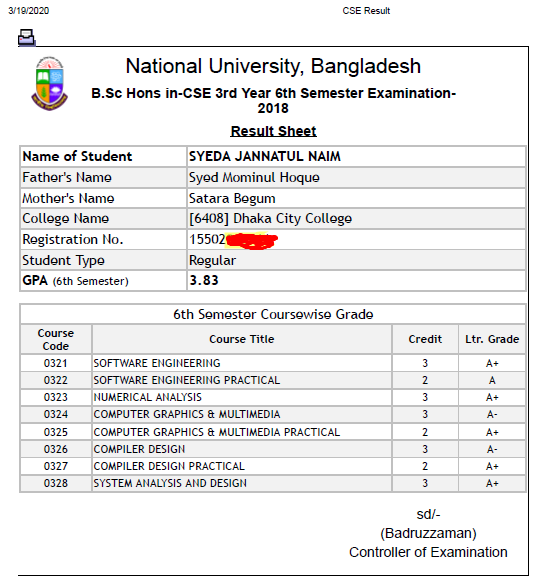 3/19/2020 CSE Result
National University, Bangladesh
B.Sc Hons in-CSE 3rd Year 6th Semester Examination-
2018
Result Sheet
Name of Student SYEDA JANNATUL NAIM
Father's Name Syed Mominul Hoque
Mother's Name Satara Begum
College Name [6408] Dhaka City College
Registration No. 15502
Student Type Regular
GPA (6th Semester) 3.83
6th Semester Coursewise Grade
Course
Code Course Title Credit Ltr. Grade
0321 SOFTWARE ENGINEERING 3 A+
0322 SOFTWARE ENGINEERING PRACTICAL 2 A
0323 NUMERICAL ANALYSIS 3 A+
0324 COMPUTER GRAPHICS & MULTIMEDIA 3 A-
0325 COMPUTER GRAPHICS & MULTIMEDIA PRACTICAL 2 A+
0326 COMPILER DESIGN 3 A-
0327 COMPILER DESIGN PRACTICAL 2 A+
0328 SYSTEM ANALYSIS AND DESIGN 3 A+
sd/-
(Badruzzaman)
Controller of Examination